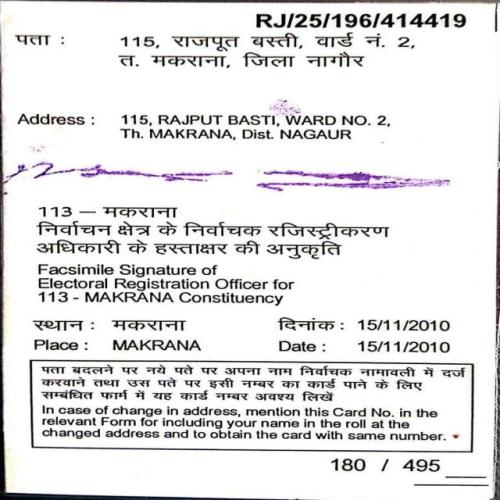 RJ/25/196/414419
पता : 115, राजपूत बस्ती, वार्ड नं. 2,
त. मकराना, जिला नागौर
Address : 115, RAJPUT BASTI, WARD NO. 2,
Th. MAKRANA, Dist. NAGAUR
113 – मकराना
निर्वाचन क्षेत्र के निर्वाचक रजिस्ट्रीकरण
अधिकारी के हस्ताक्षर की अनुकृति
Facsimile Signature of
Electoral Registration Officer for
113 - MAKRANA Constituency
स्थान : मकराना दिनांक : 15/11/2010
Place : MAKRANA Date : 15/11/2010
पता बदलने पर नये पते पर अपना नाम निर्वाचक नामावली में दर्ज
करवाने तथा उस पते पर इसी नम्बर का कार्ड पाने के लिए
सम्बंधित फार्म में यह कार्ड नम्बर अवश्य लिखें
In case of change in address, mention this Card No. in the
relevant Form for including your name in the roll at the
changed address and to obtain the card with same number.
180 / 495